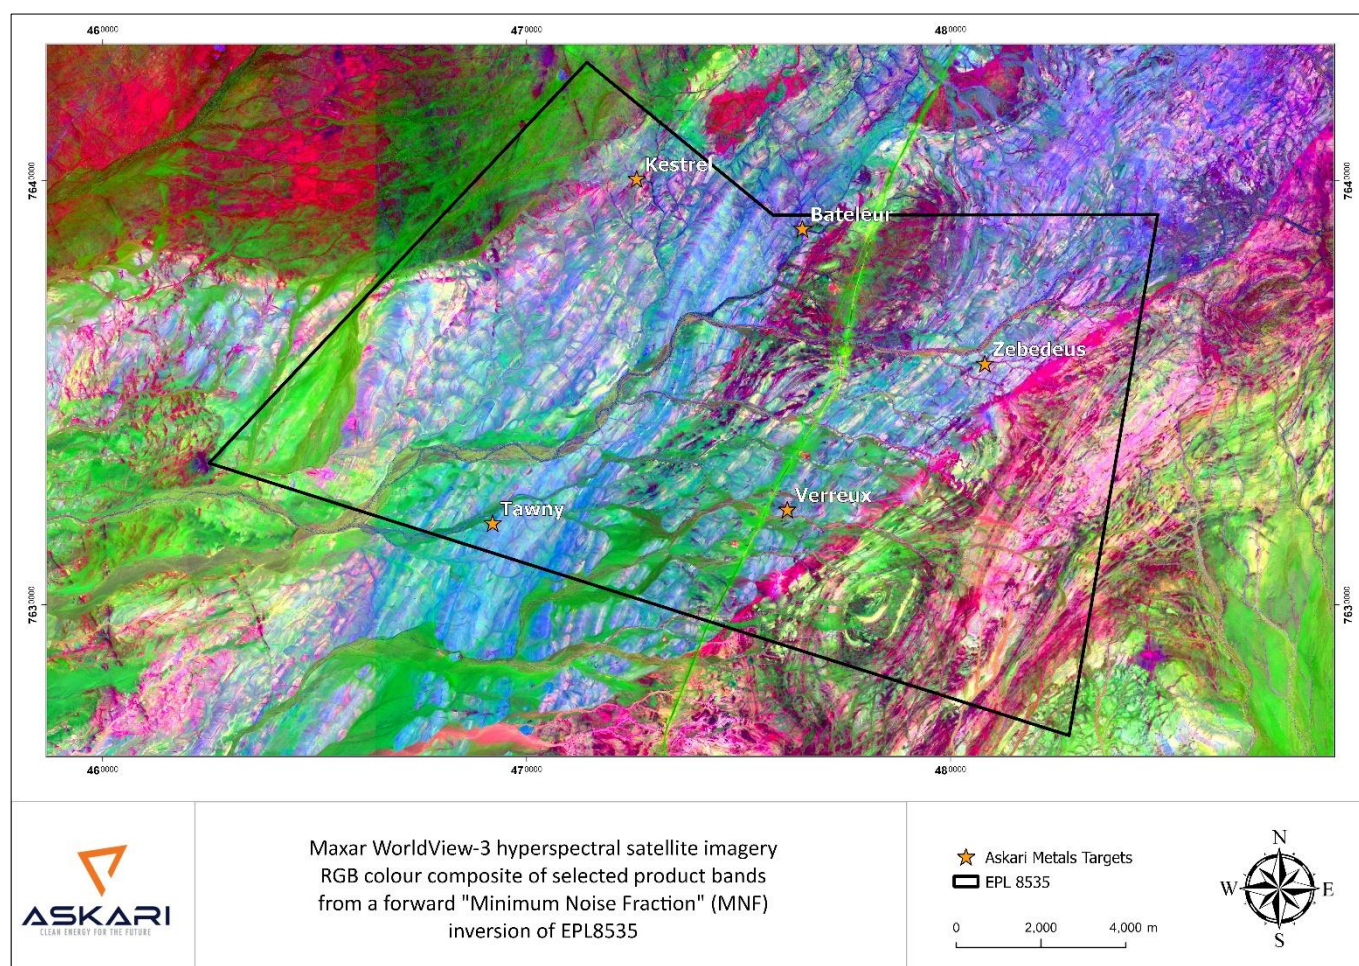 460000 470000 480000
7640000 7640000
Kestrel
Bateleur
Zebedeus
Verreux
Tawny
7630000 7630000
460000 470000 480000
ASKARI
CLEAN ENERGY FOR THE FUTURE
Maxar WorldView-3 hyperspectral satellite imagery
RGB colour composite of selected product bands
from a forward "Minimum Noise Fraction" (MNF)
inversion of EPL8535
Askari Metals Targets
EPL 8535
0 2,000 4,000 m
N
W E
S